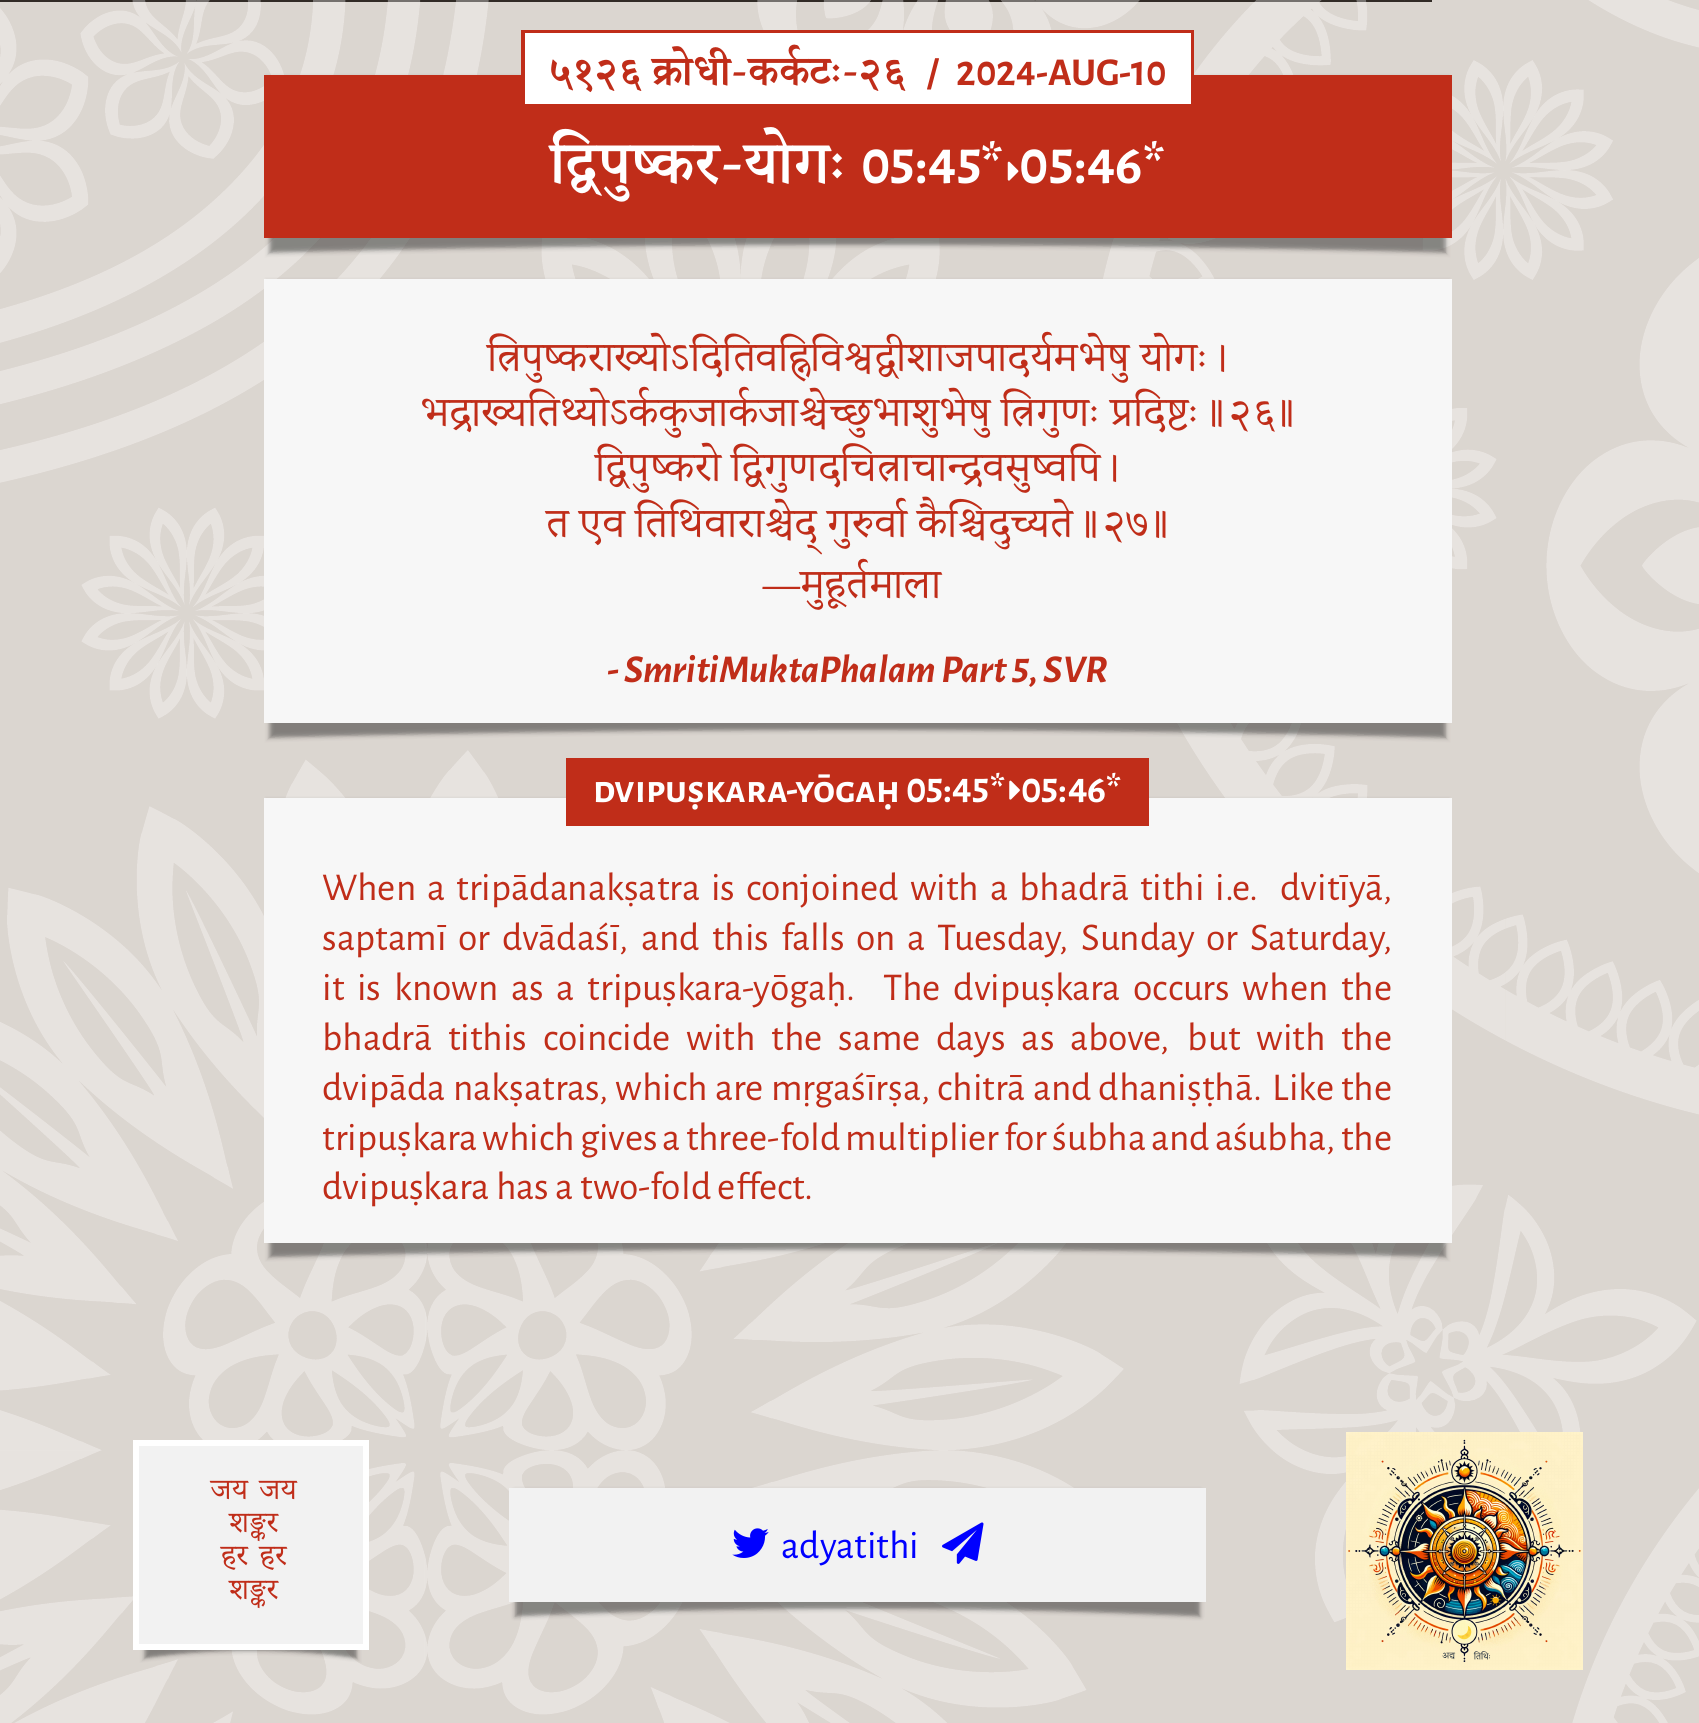 ५१२६ क्रोधी-कर्कटः-२६ / 2024-AUG-10
द्विपुष्कर-योगः 05:45*▸05:46*
त्रिपुष्कराख्योऽदितिवह्निविश्वद्वीशाजपादर्यमभेषु योगः।
भद्राख्यतिथ्योऽर्ककुजार्कजाश्चेच्छुभाशुभेषु त्रिगुणः प्रदिष्टः॥२६॥
द्विपुष्करो द्विगुणदचित्राचान्द्रवसुष्वपि।
त एव तिथिवाराश्चेद् गुरुर्वा कैश्चिदुच्यते॥२७॥
—मुहूर्तमाला
- SmritiMuktaPhalam Part 5, SVR
DVIPUṢKARA-YŌGAḤ 05:45*▸05:46*
When a tripādanakṣatra is conjoined with a bhadrā tithi i.e. dvitīyā,
saptamī or dvādaśī, and this falls on a Tuesday, Sunday or Saturday,
it is known as a tripuṣkara-yōgaḥ. The dvipuṣkara occurs when the
bhadrā tithis coincide with the same days as above, but with the
dvipāda nakṣatras, which are mṛgaśīrṣa, chitrā and dhaniṣṭhā. Like the
tripuṣkara which gives a three-fold multiplier for śubha and aśubha, the
dvipuṣkara has a two-fold effect.
जय जय
शङ्कर
हर हर
शङ्कर
adyatithi
अद्य तिथिः